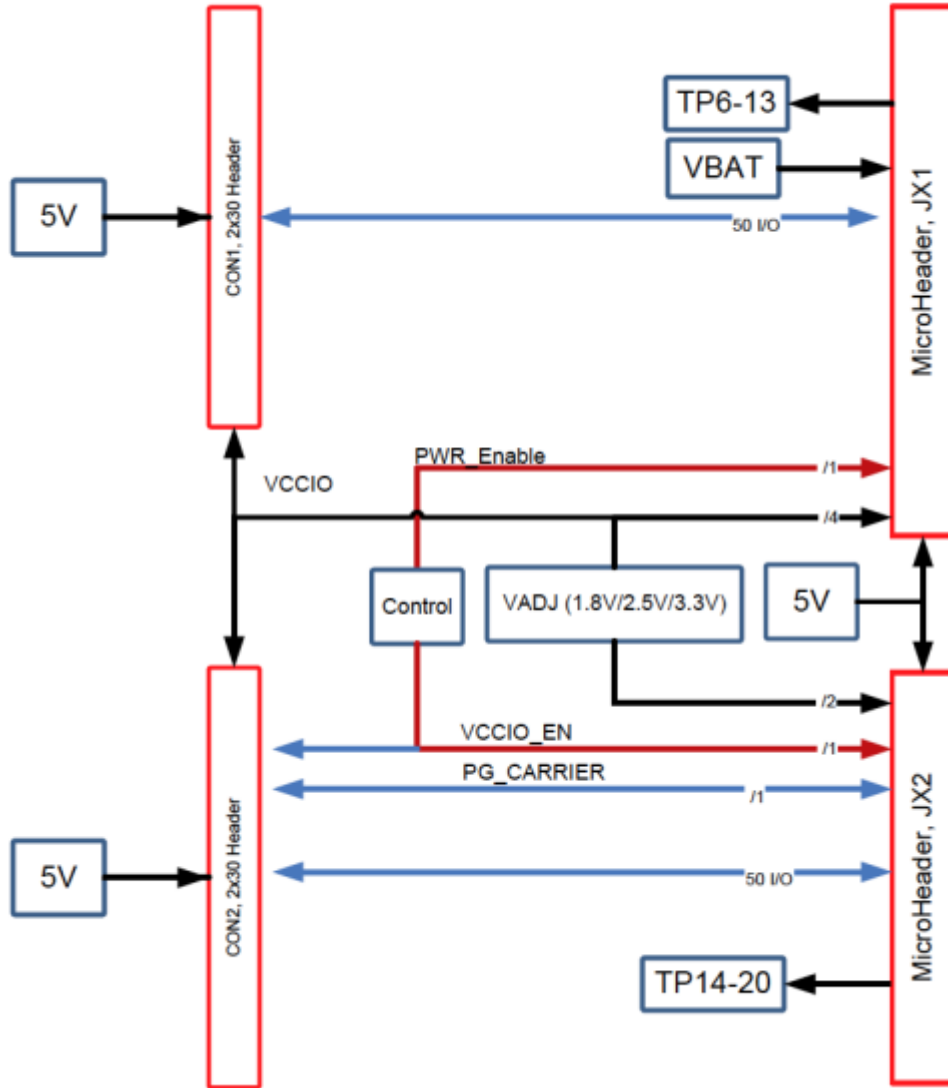 TP6-13
VBAT
5V
CON1, 2x30 Header
50 I/O
MicroHeader, JX1
PWR_Enable
/1
VCCIO
/4
Control
VADJ (1.8V/2.5V/3.3V)
5V
/2
VCCIO_EN
/1
PG_CARRIER
/1
5V
CON2, 2x30 Header
50 I/O
MicroHeader, JX2
TP14-20